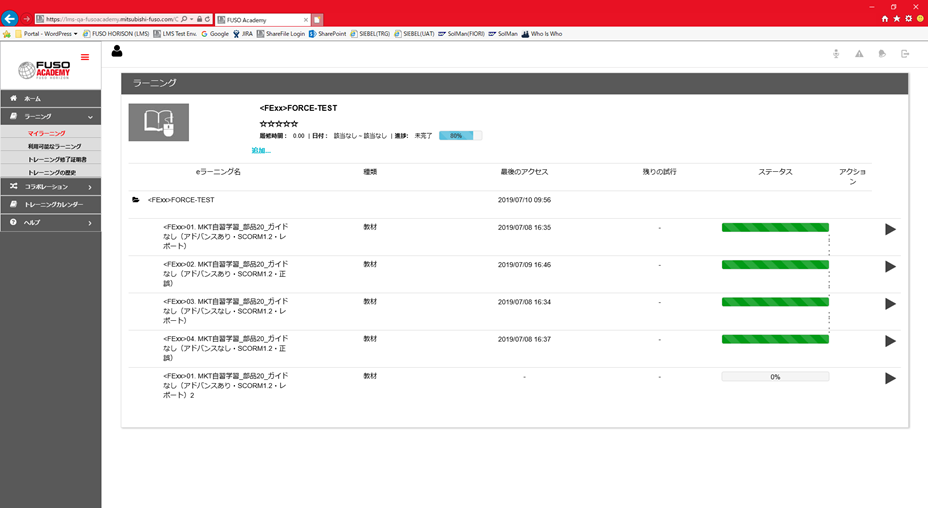 https://lms-qa-fusoacademy.mitsubishi-fuso.com/C
FUSO Academy
Portal - WordPress
FUSO HORISON (LMS)
LMS Test Env.
Google
JIRA
ShareFile Login
SharePoint
SIEBEL(TRG)
SIEBEL(UAT)
SolMan(FIORI)
SolMan
Who Is Who
FUSO
ACADEMY
FUSO HORIZON
ホーム
ラーニング
マイラーニング
利用可能なラーニング
トレーニング修了証明書
トレーニングの歴史
コラボレーション
トレーニングカレンダー
ヘルプ
ラーニング
<FExx>FORCE-TEST
☆☆☆☆☆
履修時間： 0.00 | 日付： 該当なし ~ 該当なし | 進捗: 未完了 80%
追加...
eラーニング名 種類 最後のアクセス 残りの試行 ステータス アクショ
ン
<FExx>FORCE-TEST 2019/07/10 09:56
<FExx>01. MKT自習学習_部品20_ガイド 教材 2019/07/08 16:35 -
なし（アドバンスあり・SCORM1.2・レ
ポート）
<FExx>02. MKT自習学習_部品20_ガイド 教材 2019/07/09 16:46 -
なし（アドバンスあり・SCORM1.2・正
誤）
<FExx>03. MKT自習学習_部品20_ガイド 教材 2019/07/08 16:34 -
なし（アドバンスなし・SCORM1.2・レ
ポート）
<FExx>04. MKT自習学習_部品20_ガイド 教材 2019/07/08 16:37 -
なし（アドバンスなし・SCORM1.2・正
誤）
<FExx>01. MKT自習学習_部品20_ガイド 教材 - - 0%
なし（アドバンスあり・SCORM1.2・レ
ポート）2